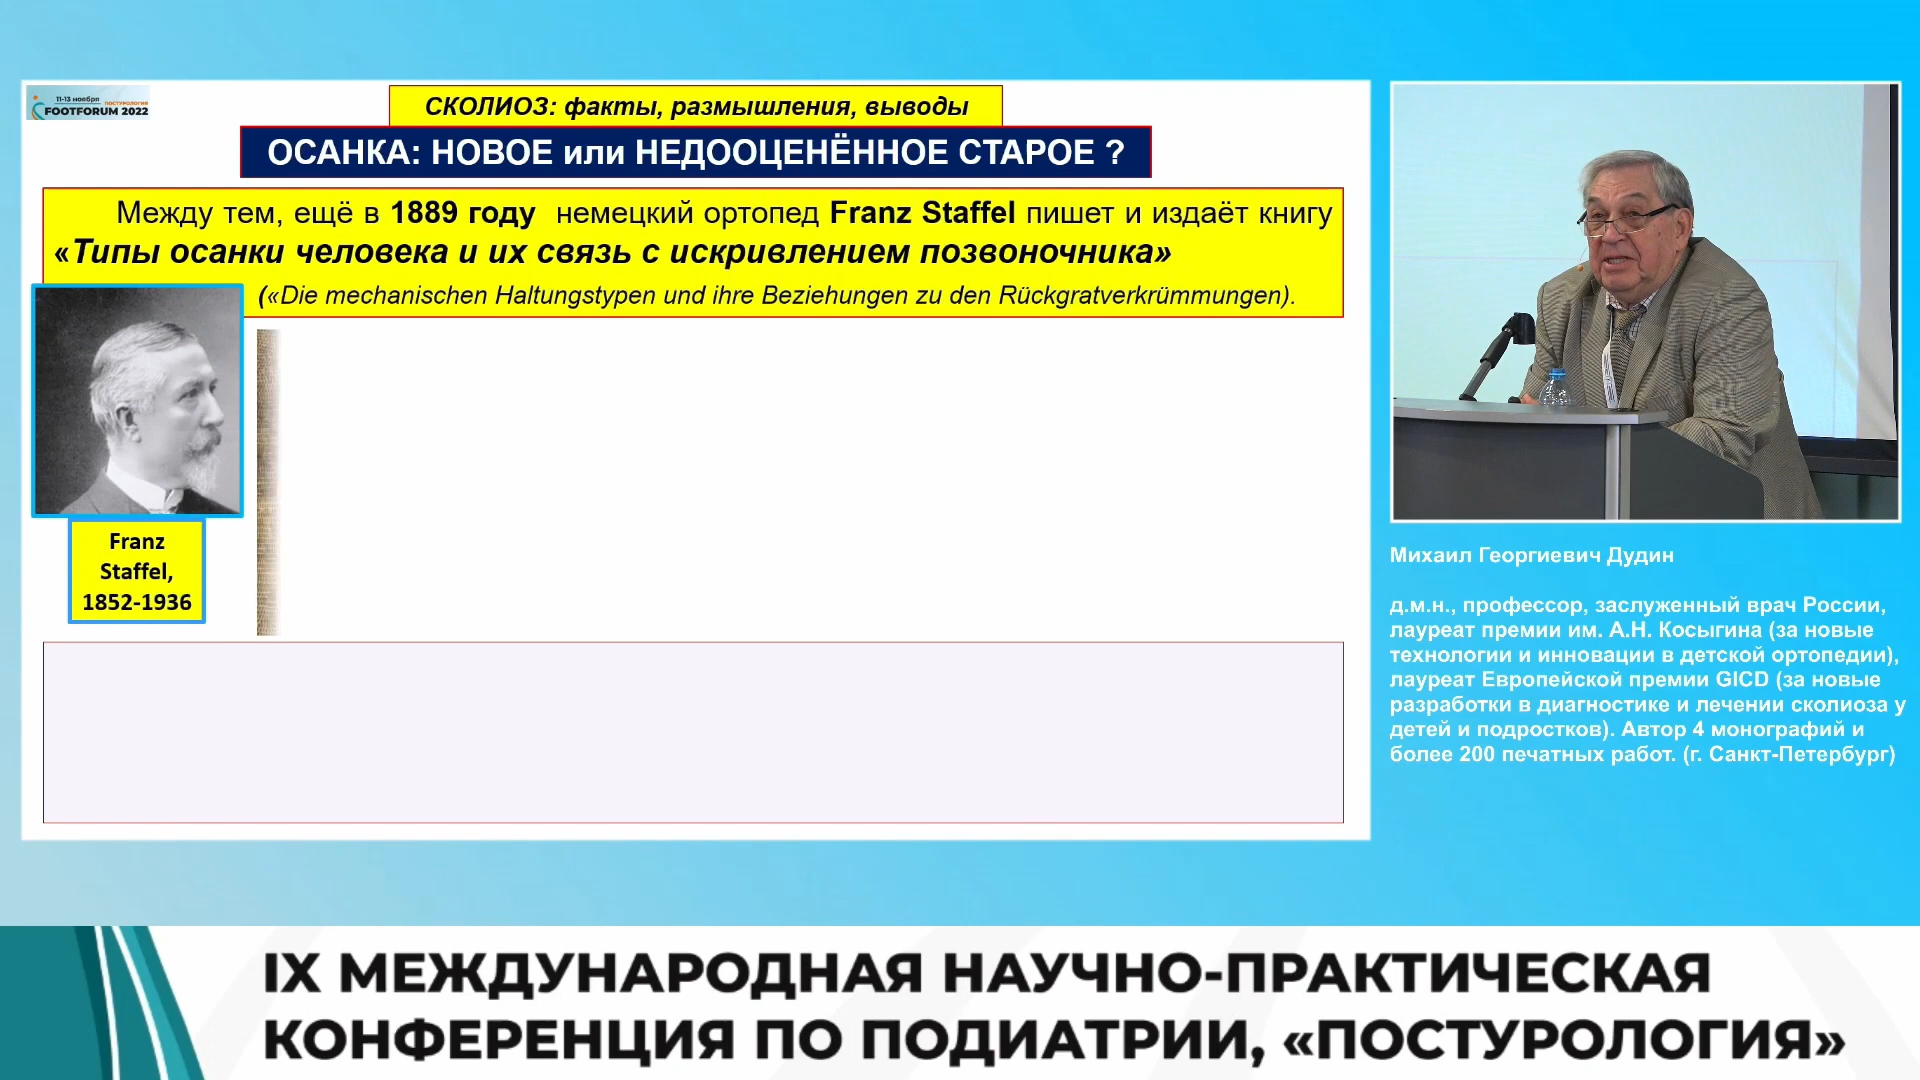 11-13 ноября
ПОСТУРОЛОГИЯ
FOOTFORUM 2022
СКОЛИОЗ: факты, размышления, выводы
ОСАНКА: НОВОЕ или НЕДООЦЕНЁННОЕ СТАРОЕ ?
Между тем, ещё в 1889 году немецкий ортопед Franz Staffel пишет и издаёт книгу
«Типы осанки человека и их связь с искривлением позвоночника»
(«Die mechanischen Haltungstypen und ihre Beziehungen zu den Rückgratverkrümmungen).
Franz
Staffel,
1852-1936
Михаил Георгиевич Дудин
д.м.н., профессор, заслуженный врач России,
лауреат премии им. А.Н. Косыгина (за новые
технологии и инновации в детской ортопедии),
лауреат Европейской премии GICD (за новые
разработки в диагностике и лечении сколиоза у
детей и подростков). Автор 4 монографий и
более 200 печатных работ. (г. Санкт-Петербург)
IX МЕЖДУНАРОДНАЯ НАУЧНО-ПРАКТИЧЕСКАЯ
КОНФЕРЕНЦИЯ ПО ПОДИАТРИИ, «ПОСТУРОЛОГИЯ»